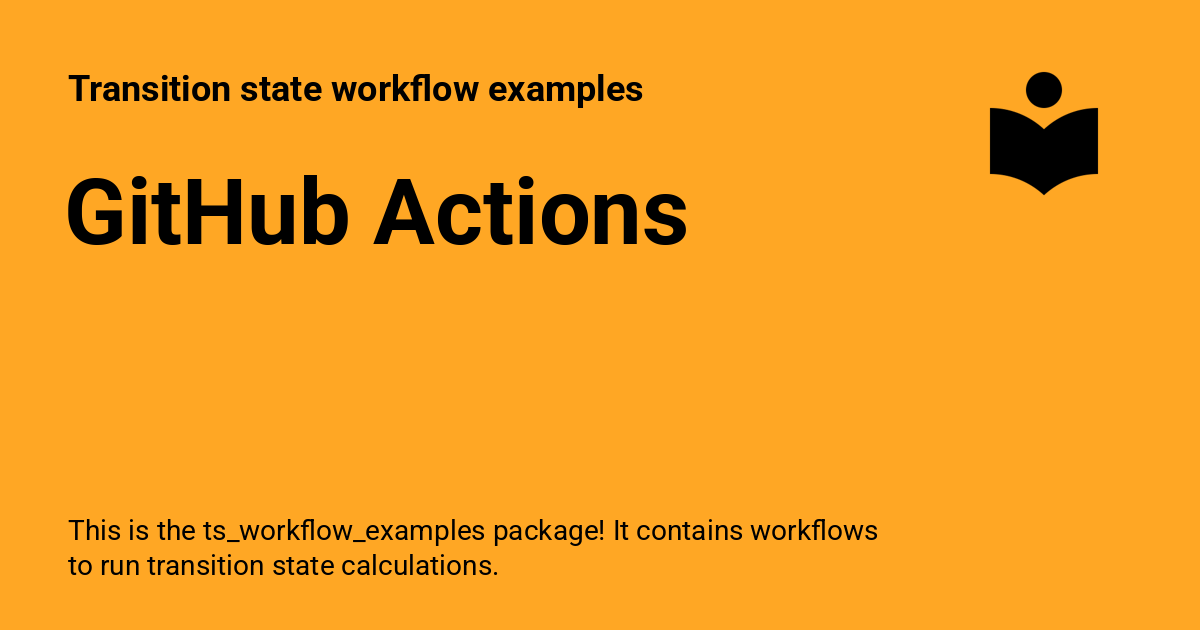 Transition state workflow examples
GitHub Actions
This is the ts_workflow_examples package! It contains workflows
to run transition state calculations.